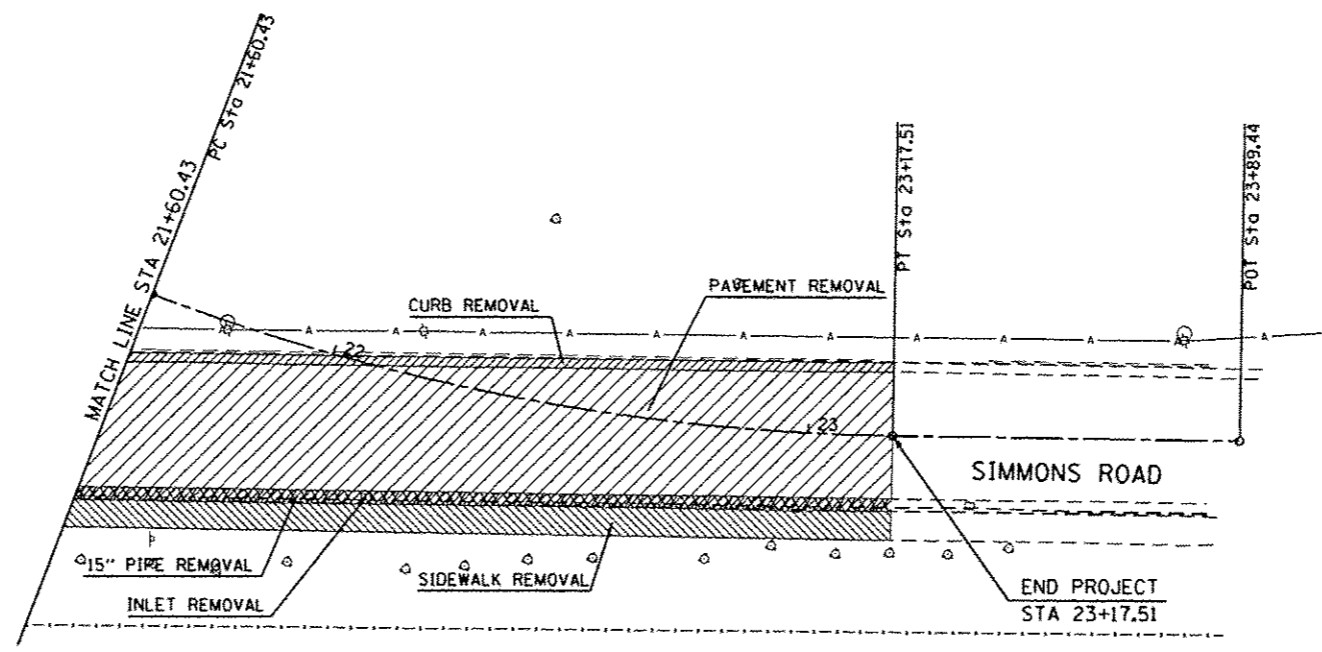 PC Sta 21+60.43
MATCH LINE STA 21+60.43
PT Sta 23+17.51
POT Sta 23+89.44
PAVEMENT REMOVAL
CURB REMOVAL
A A A A A A A A A A A A A
22
23
SIMMONS ROAD
15" PIPE REMOVAL
SIDEWALK REMOVAL
INLET REMOVAL
END PROJECT
STA 23+17.51